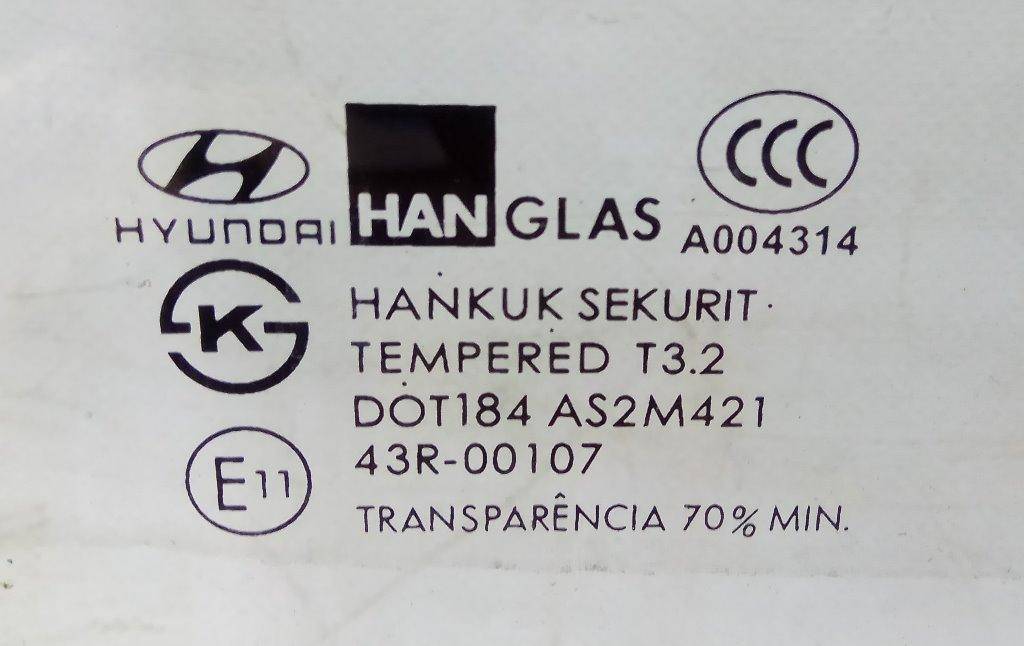 HYUNDAI
HANGLAS
CCC
A004314
K
HANKUK SEKURIT
TEMPERED T3.2
DOT184 AS2M421
43R-00107
E11
TRANSPARÊNCIA 70% MIN.